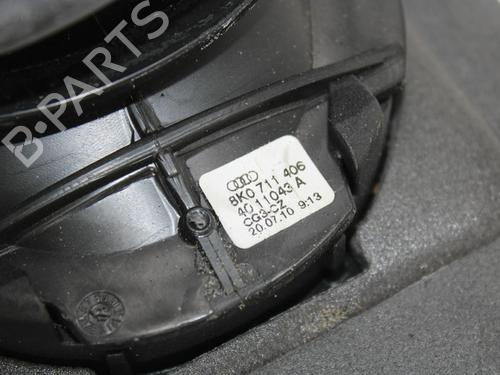 B-PARTS
8K0 711 406
4011043 A
CG3-CZ
20.07.10 9-13